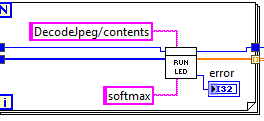 N
DecodeJpeg/contents
RUN
LED
error
I32
softmax
i